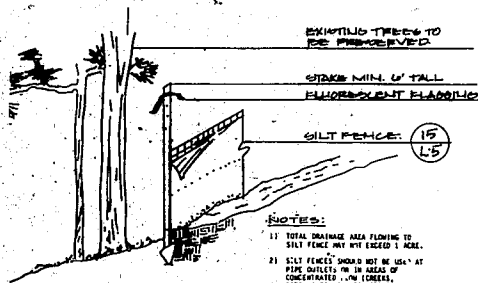 EXISTING TREES TO
BE PRESERVED.
STAKE MIN. 6' TALL
FLUORESCENT FLAGGING
SILT FENCE.
15
L5
NOTES:
1) TOTAL DRAINAGE AREA FLOWING TO
SILT FENCE MAY NOT EXCEED 1 ACRE.
2) SILT FENCES SHOULD NOT BE USED AT
PIPE OUTLETS OR IN AREAS OF
CONCENTRATED FLOW (CREEKS,